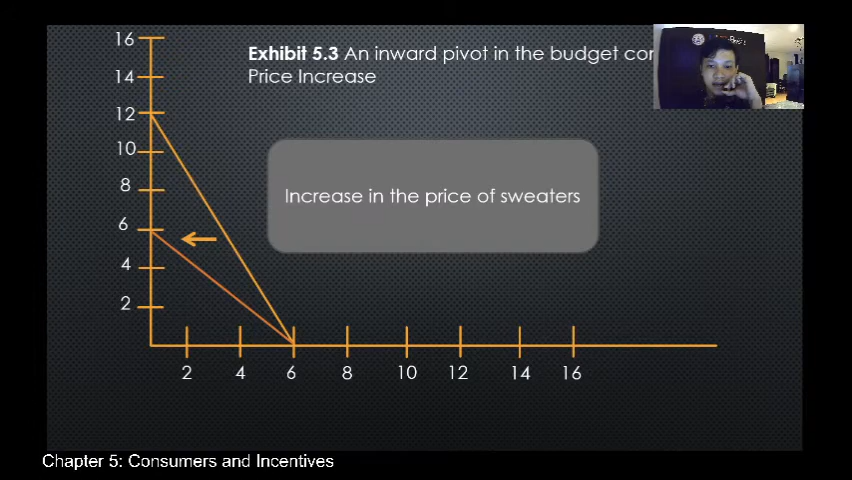 Exhibit 5.3 An inward pivot in the budget
Price Increase
Increase in the price of sweaters
16
14
12
10
8
6
4
2
2 4 6 8 10 12 14 16
Chapter 5: Consumers and Incentives